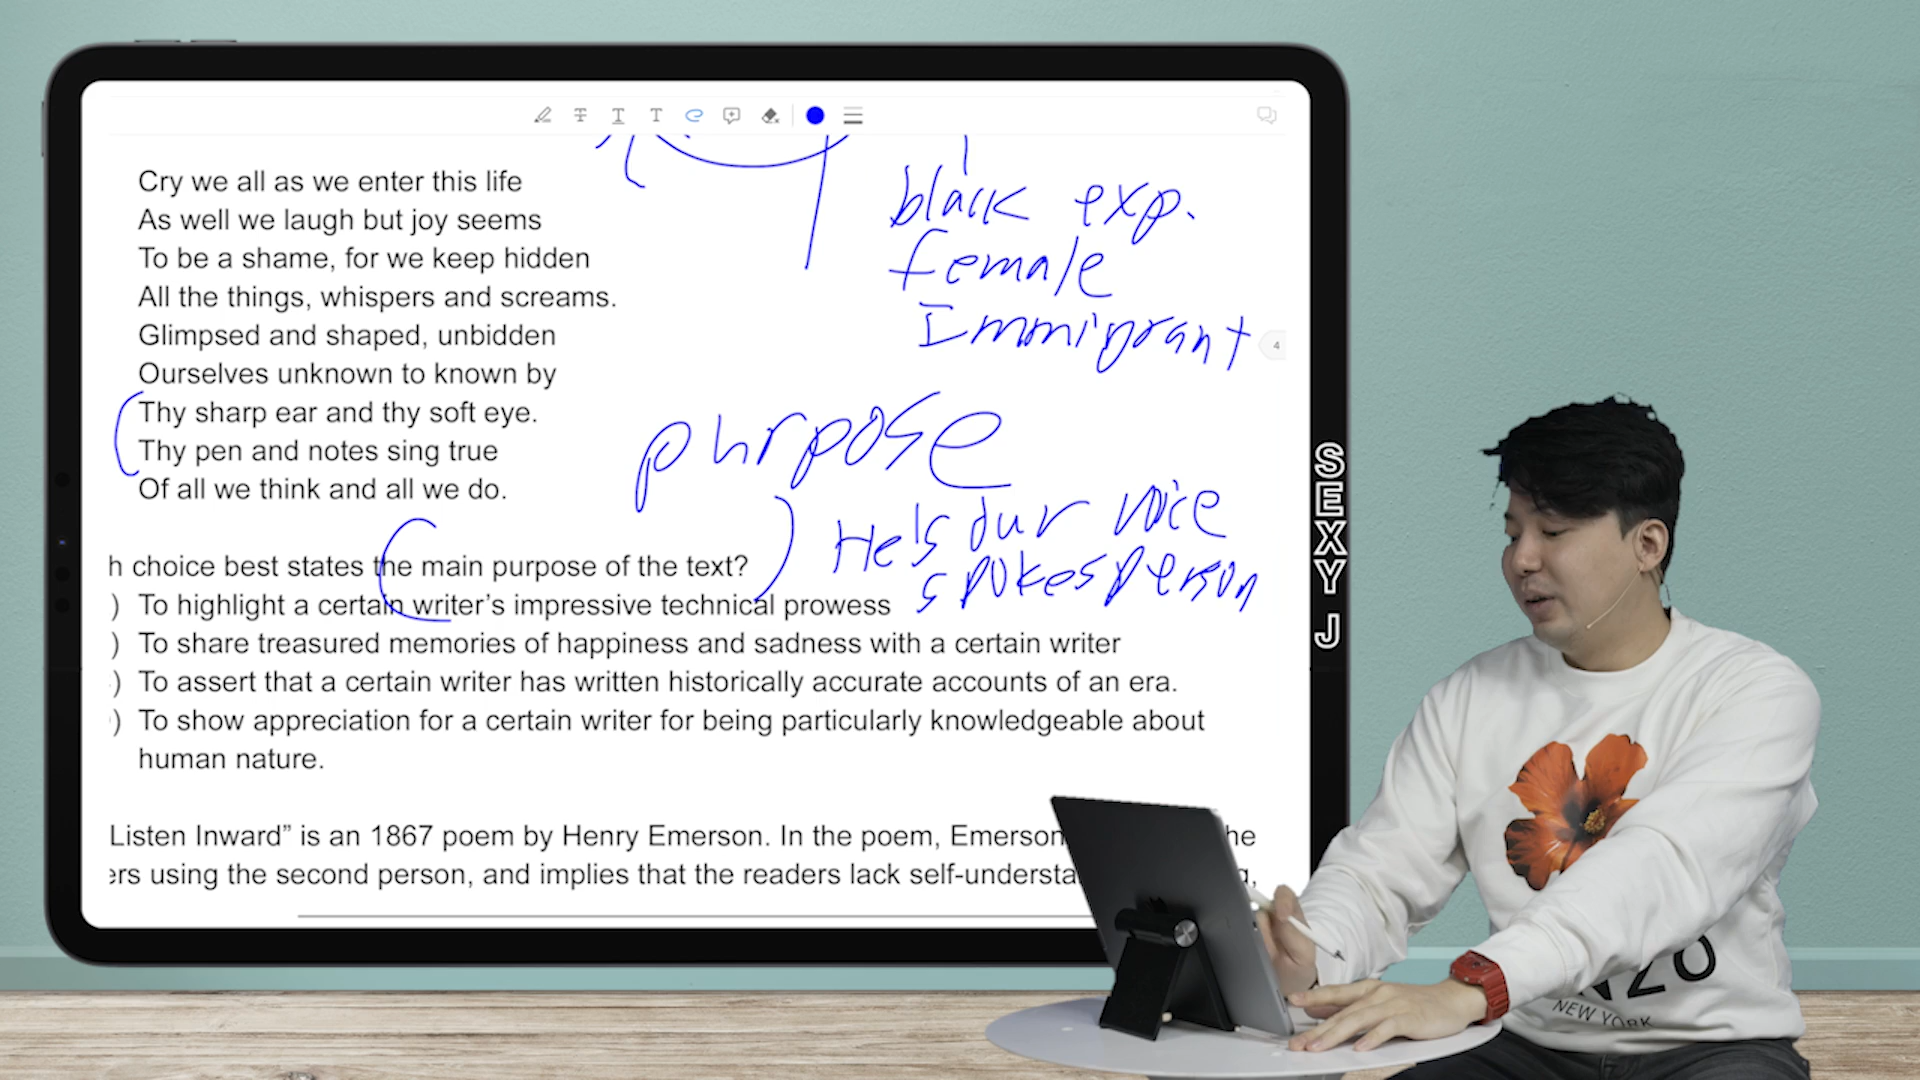 Cry we all as we enter this life
As well we laugh but joy seems
To be a shame, for we keep hidden
All the things, whispers and screams.
Glimpsed and shaped, unbidden
Ourselves unknown to known by
Thy sharp ear and thy soft eye.
Thy pen and notes sing true
Of all we think and all we do.
black exp.
female
Immigrant
4
purpose
He's our voice
spokesperson
h choice best states the main purpose of the text?
) To highlight a certain writer's impressive technical prowess
) To share treasured memories of happiness and sadness with a certain writer
) To assert that a certain writer has written historically accurate accounts of an era.
) To show appreciation for a certain writer for being particularly knowledgeable about
human nature.
Listen Inward” is an 1867 poem by Henry Emerson. In the poem, Emerson he
ers using the second person, and implies that the readers lack self-understa g,
SEXY J
NEW YORK